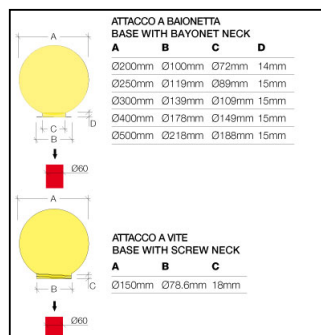 ATTACCO A BAIONETTA
BASE WITH BAYONET NECK
A B C D
Ø200mm Ø100mm Ø72mm 14mm
Ø250mm Ø119mm Ø89mm 15mm
Ø300mm Ø139mm Ø109mm 15mm
Ø400mm Ø178mm Ø149mm 15mm
Ø500mm Ø218mm Ø188mm 15mm
A
D
C
B
Ø60
ATTACCO A VITE
BASE WITH SCREW NECK
A B C
Ø150mm Ø78.6mm 18mm
A
B
C
Ø60